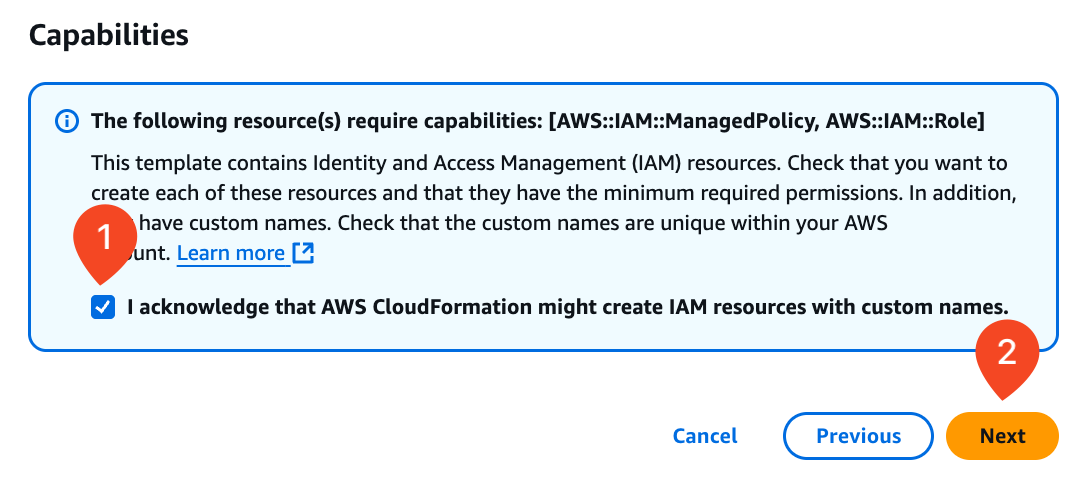 Capabilities
The following resource(s) require capabilities: [AWS::IAM::ManagedPolicy, AWS::IAM::Role]
This template contains Identity and Access Management (IAM) resources. Check that you want to
create each of these resources and that they have the minimum required permissions. In addition,
have custom names. Check that the custom names are unique within your AWS
1
unt. Learn more
I acknowledge that AWS CloudFormation might create IAM resources with custom names.
2
Cancel
Previous
Next